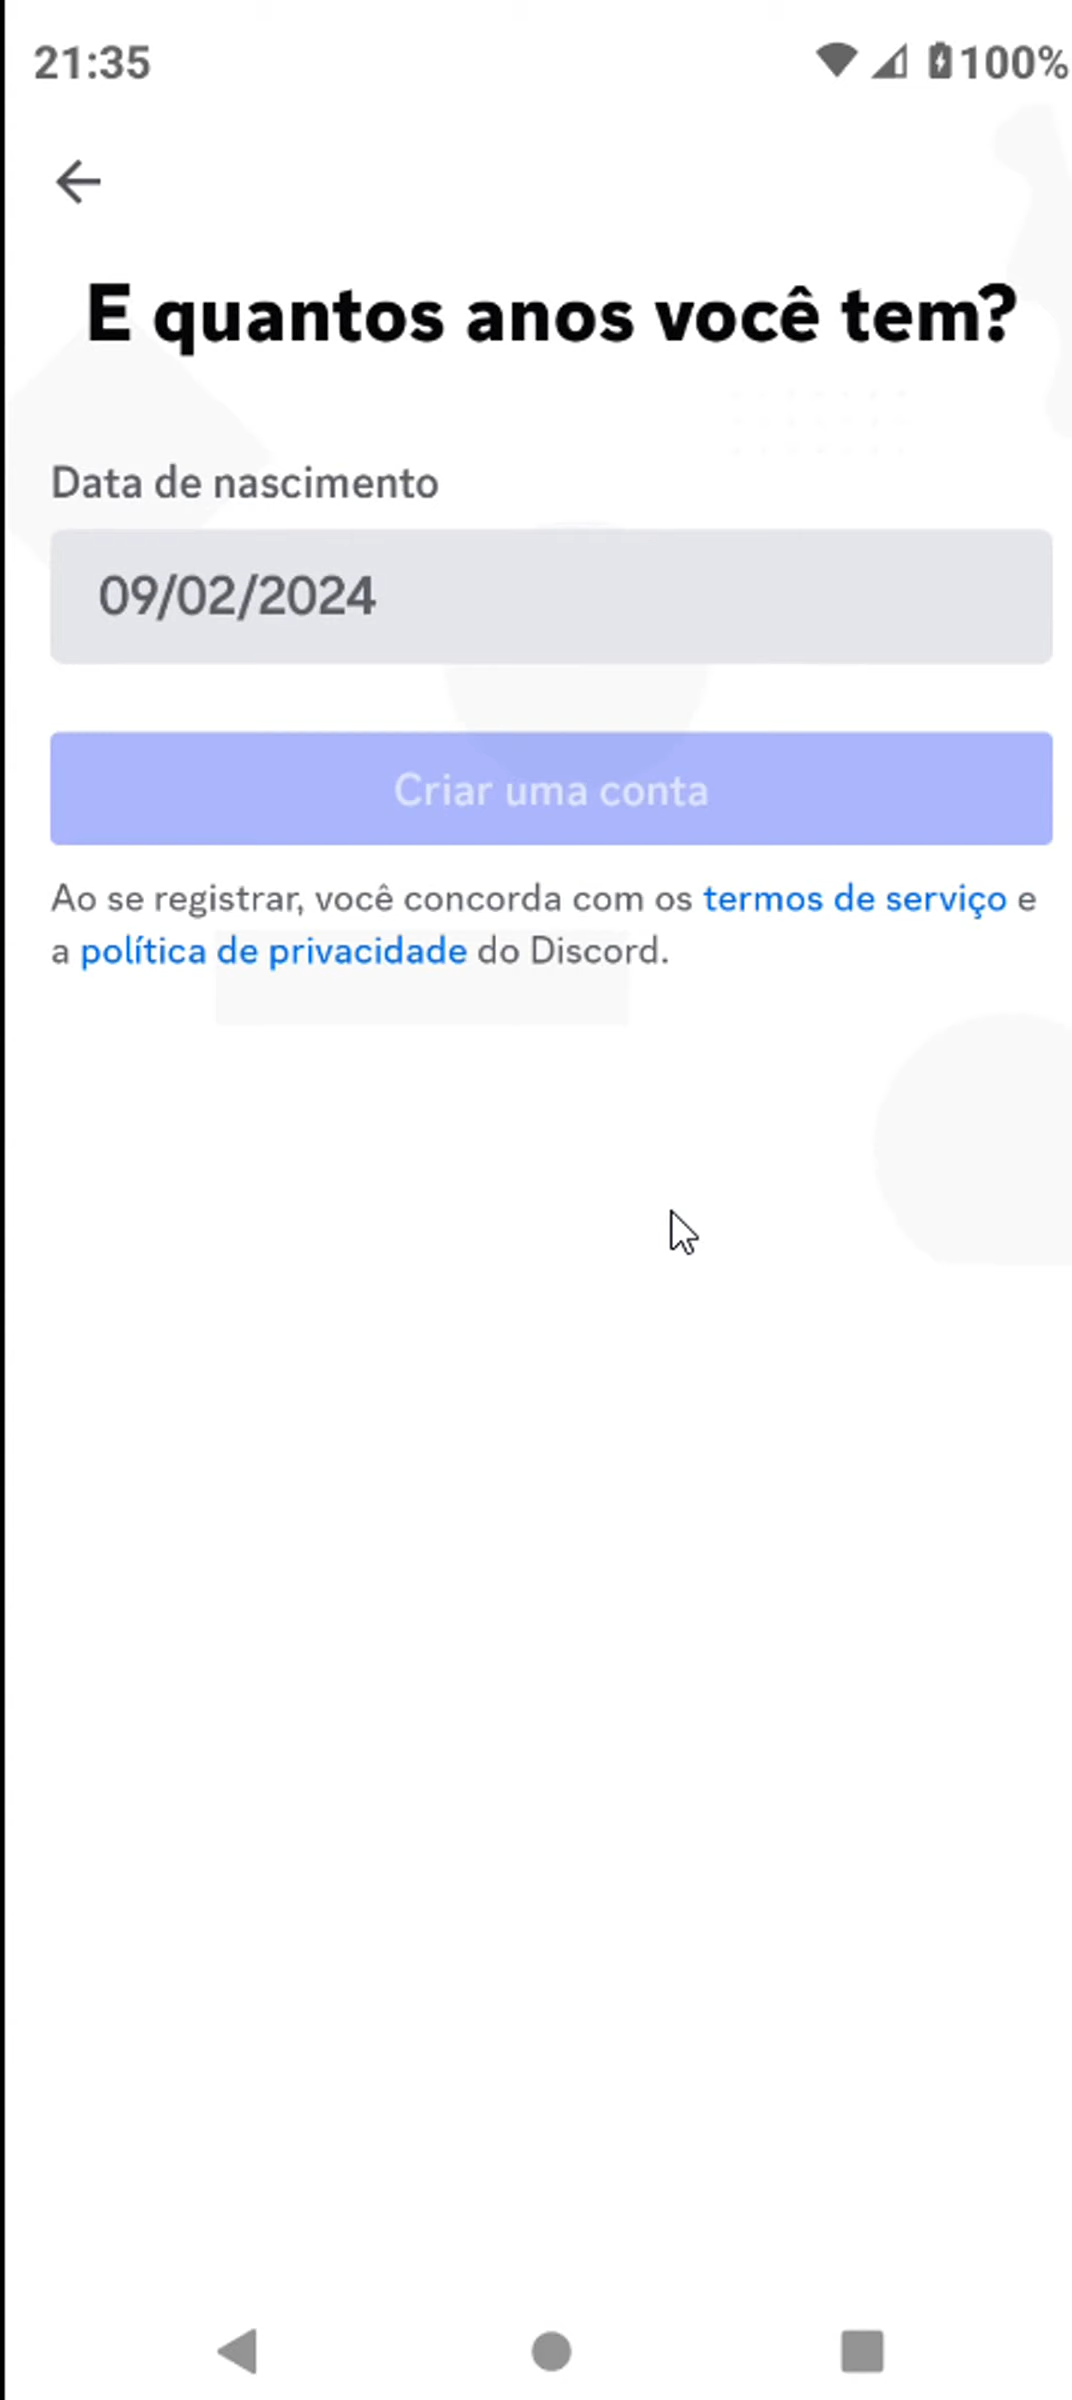 21:35
100%
E quantos anos você tem?
Data de nascimento
09/02/2024
Criar uma conta
Ao se registrar, você concorda com os termos de serviço e
a política de privacidade do Discord.